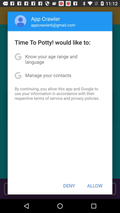 11:12
App Crawler
appcrawler6@gmail.com
Time To Potty! would like to:
Know your age range and
language
Manage your contacts
By continuing, you allow this app and Google to
use your information in accordance with their
respective terms of service and privacy policies.
DENY
ALLOW